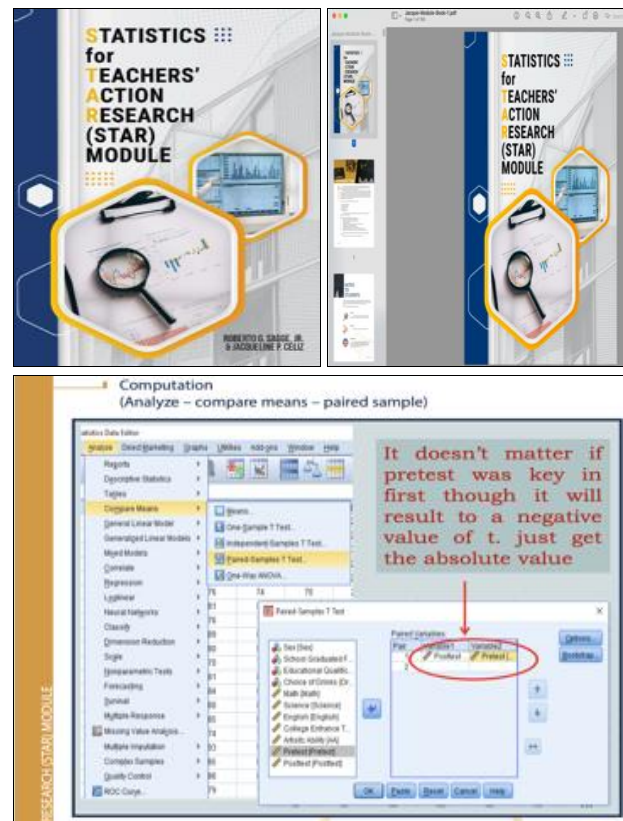 STATISTICS
for
TEACHERS'
ACTION
RESEARCH
(STAR)
MODULE
ROBERTO G. SAGGE, JR.
& JACQUELINE P. CELIZ
STATISTICS
for
TEACHERS'
ACTION
RESEARCH
(STAR)
MODULE
Computation
(Analyze – compare means – paired sample)
Analyze Direct Marketing Graphs Utilities Add-ons Window Help
Reports
Descriptive Statistics
Tables
Compare Means
General Linear Model
Generalized Linear Models
Mixed Models
Correlate
Regression
Loglinear
Neural Networks
Classify
Dimension Reduction
Scale
Nonparametric Tests
Forecasting
Survival
Multiple Response
Missing Value Analysis...
Multiple Imputation
Complex Samples
Quality Control
ROC Curve...
Means...
One-Sample T Test...
Independent-Samples T Test...
Paired-Samples T Test...
One-Way ANOVA...
It doesn't matter if
pretest was key in
first though it will
result to a negative
value of t. just get
the absolute value
Paired-Samples T Test
Sex [Sex]
School Graduated F...
Educational Qualific...
Choice of Drinks [Dr...
Math [Math]
Science [Science]
English [English]
College Entrance T...
Artistic Ability [AA]
Pretest [Pretest]
Posttest [Posttest]
Paired Variables:
Pair Variable1 Variable2
Posttest Pretest [...
Options...
Bootstrap...
OK Paste Reset Cancel Help
RESEARCH (STAR) MODULE